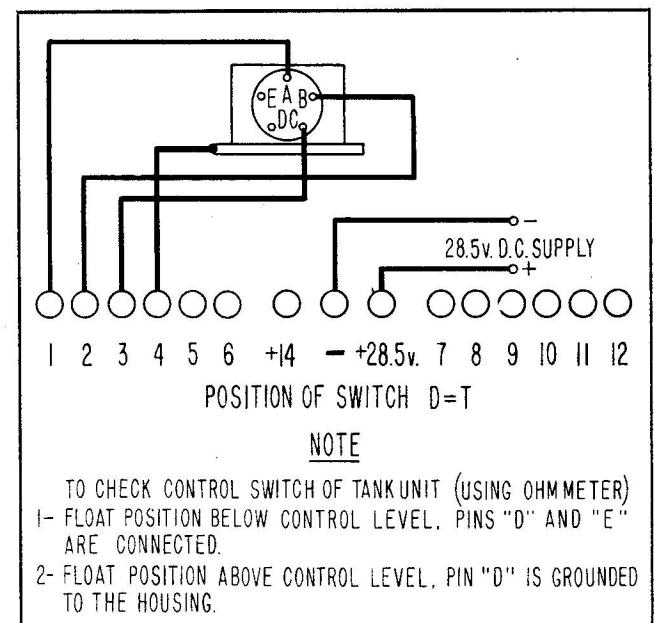 E A B
D C
-
28.5v. D.C. SUPPLY
+
1 2 3 4 5 6 +14 - +28.5v. 7 8 9 10 11 12
POSITION OF SWITCH D=T
NOTE
TO CHECK CONTROL SWITCH OF TANK UNIT (USING OHMMETER)
1- FLOAT POSITION BELOW CONTROL LEVEL, PINS "D" AND "E"
ARE CONNECTED.
2- FLOAT POSITION ABOVE CONTROL LEVEL, PIN "D" IS GROUNDED
TO THE HOUSING.